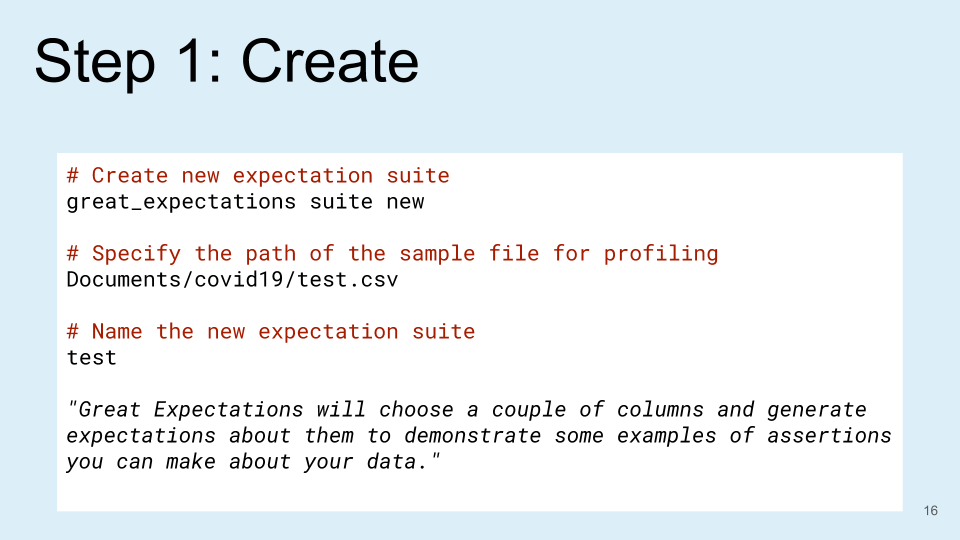 Step 1: Create
# Create new expectation suite
great_expectations suite new
# Specify the path of the sample file for profiling
Documents/covid19/test.csv
# Name the new expectation suite
test
"Great Expectations will choose a couple of columns and generate
expectations about them to demonstrate some examples of assertions
you can make about your data."
16